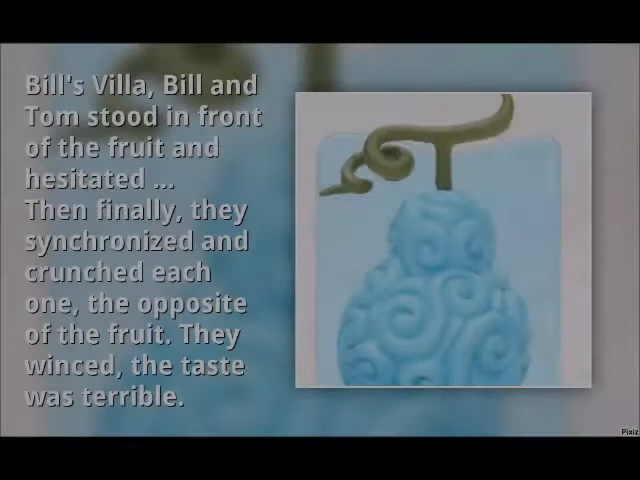 Bill's Villa, Bill and
Tom stood in front
of the fruit and
hesitated ...
Then finally, they
synchronized and
crunched each
one, the opposite
of the fruit. They
winced, the taste
was terrible.
Pixiz